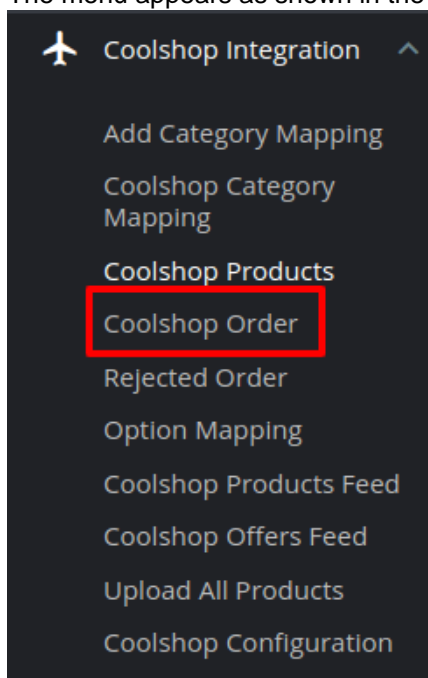 The menu appears as shown in the
Coolshop Integration
Add Category Mapping
Coolshop Category
Mapping
Coolshop Products
Coolshop Order
Rejected Order
Option Mapping
Coolshop Products Feed
Coolshop Offers Feed
Upload All Products
Coolshop Configuration